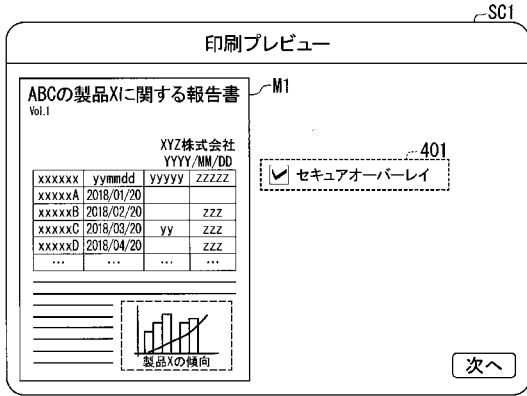 SC1
印刷プレビュー
ABCの製品Xに関する報告書
M1
Vol.1
XYZ株式会社
YYYY/MM/DD
401
セキュアオーバーレイ
xxxxxx yymmdd yyyyy zzzzz
xxxxxA 2018/01/20
xxxxxB 2018/02/20 zzz
xxxxxC 2018/03/20 yy zzz
xxxxxD 2018/04/20 zzz
... ... ... ...
製品Xの傾向
次へ